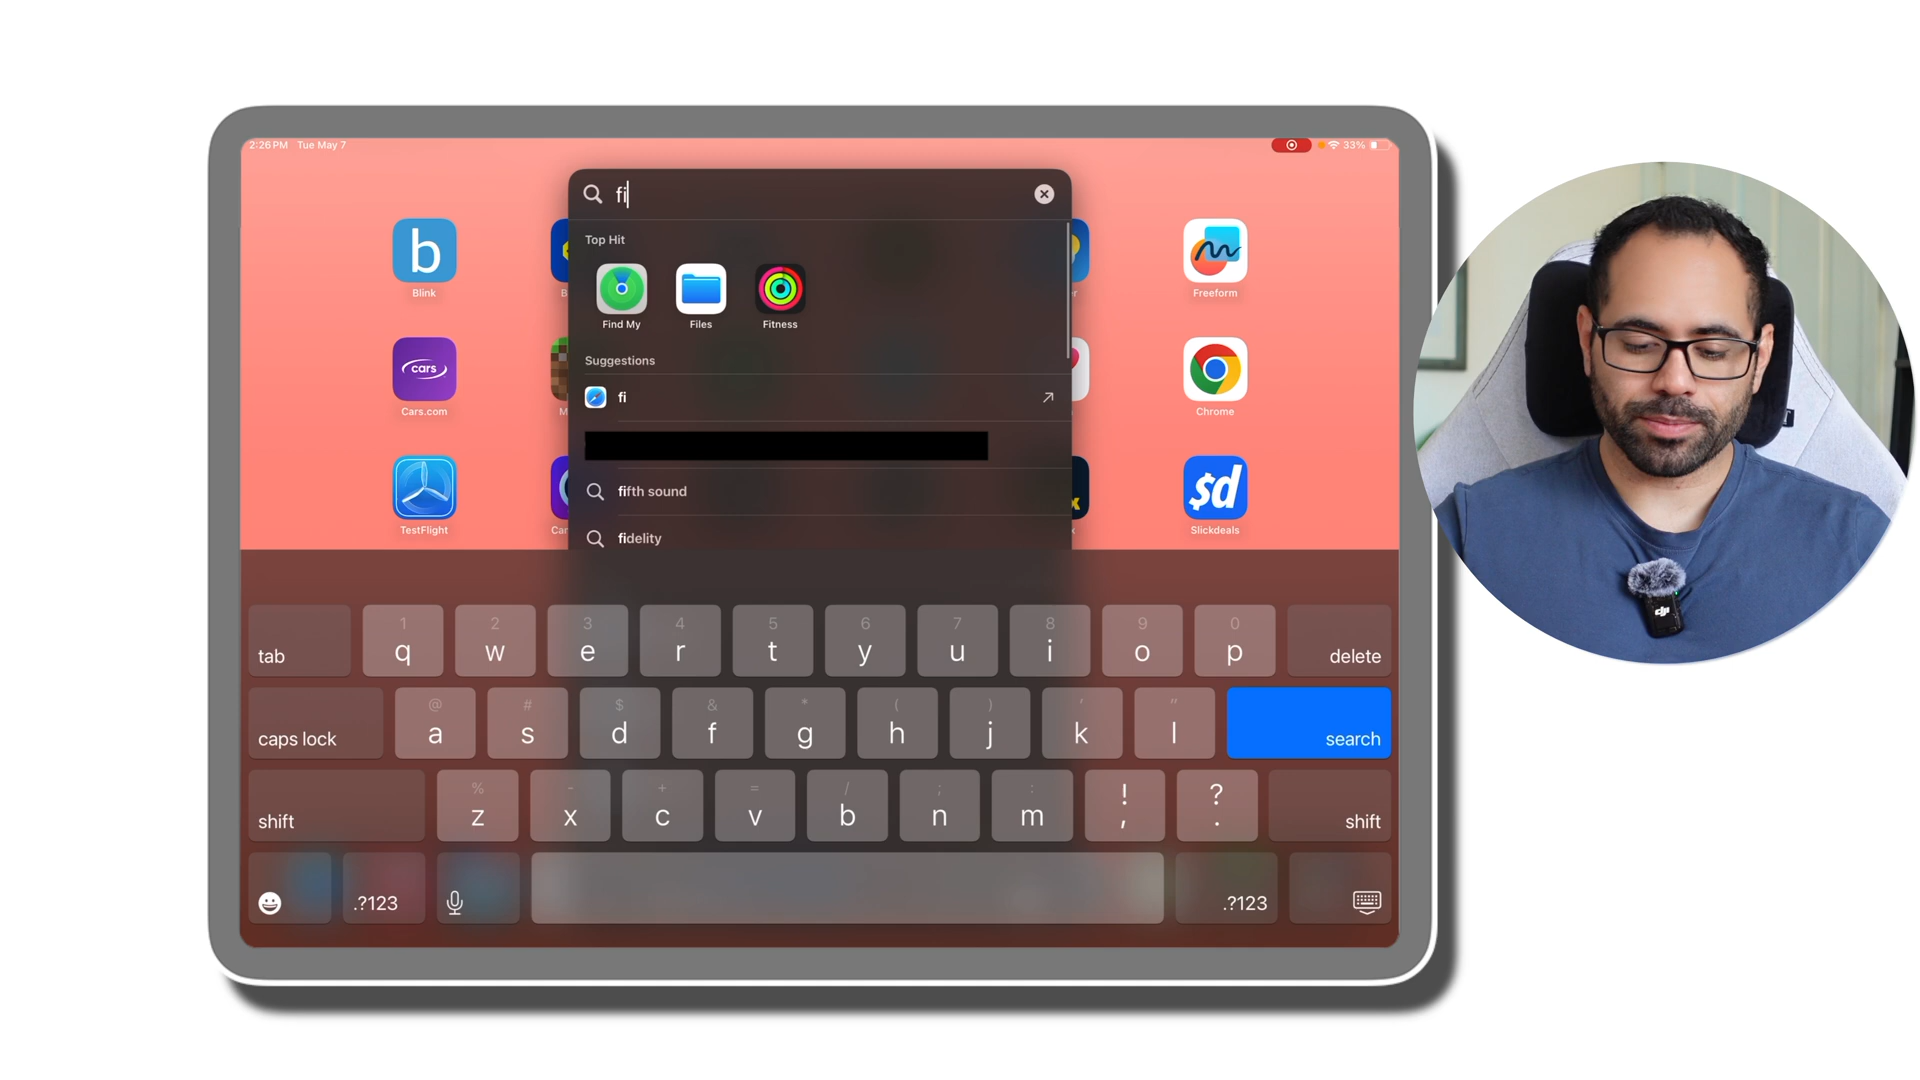 2:26 PM Tue May 7
33%
fi
Top Hit
Find My
Files
Fitness
Suggestions
fi
fifth sound
fidelity
b
Blink
cars
Cars.com
TestFlight
Freeform
Chrome
$d
Slickdeals
tab
1 2 3 4 5 6 7 8 9 0
q w e r t y u i o p
delete
@ # $ & * ( ) ' "
caps lock
a s d f g h j k l
search
% - + = / ; : !  ?
shift
z x c v b n m , .
shift
.?123
.?123
dji